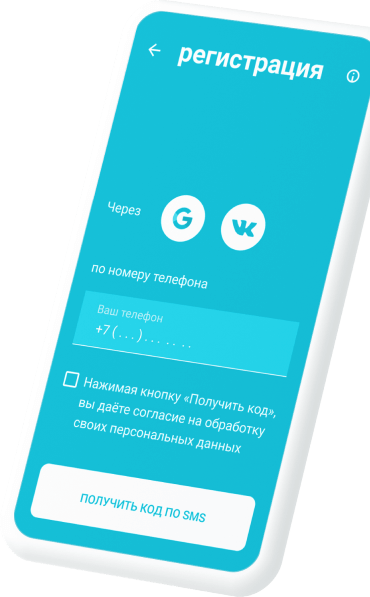 регистрация
Через
по номеру телефона
Ваш телефон
+7 (...)... .. ..
Нажимая кнопку «Получить код»,
вы даёте согласие на обработку
своих персональных данных
ПОЛУЧИТЬ КОД ПО SMS